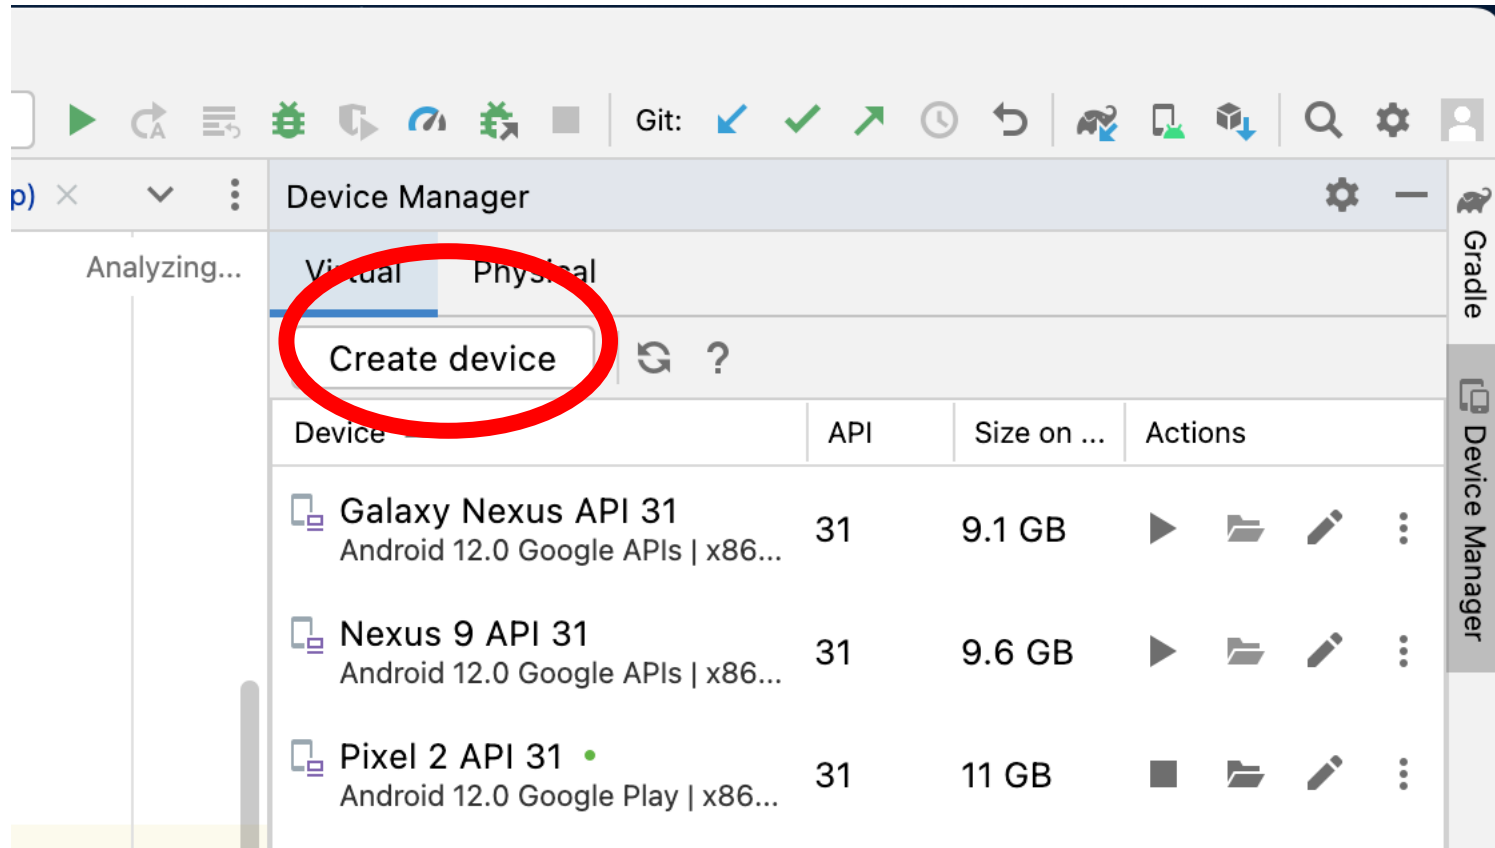 Git:
p)
Device Manager
Analyzing...
Virtual Physical
Create device ?
Device API Size on ... Actions
Galaxy Nexus API 31
Android 12.0 Google APIs | x86...
31 9.1 GB
Nexus 9 API 31
Android 12.0 Google APIs | x86...
31 9.6 GB
Pixel 2 API 31
Android 12.0 Google Play | x86...
31 11 GB
Gradle
Device Manager